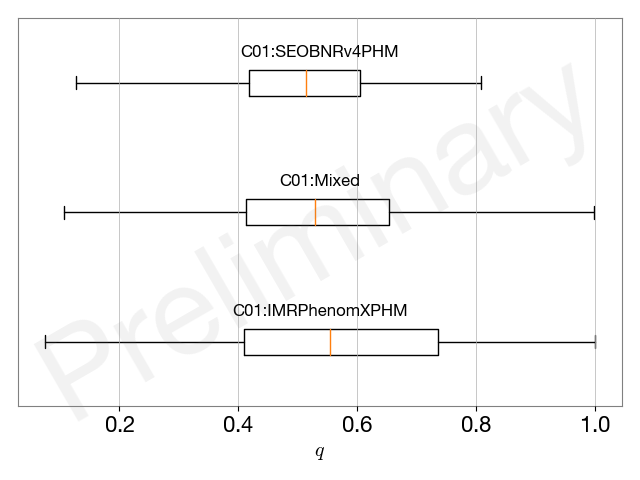 C01:SEOBNRv4PHM
C01:Mixed
C01:IMRPhenomXPHM
Preliminary
0.2 0.4 0.6 0.8 1.0
q